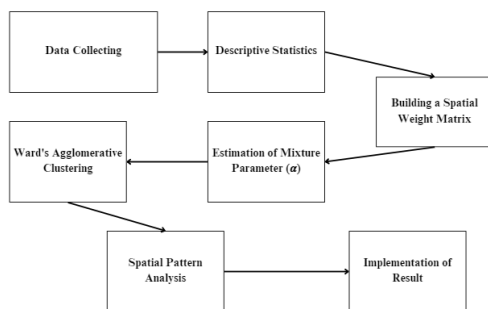 Data Collecting
Descriptive Statistics
Building a Spatial
Weight Matrix
Estimation of Mixture
Parameter (α)
Ward's Agglomerative
Clustering
Spatial Pattern
Analysis
Implementation of
Result